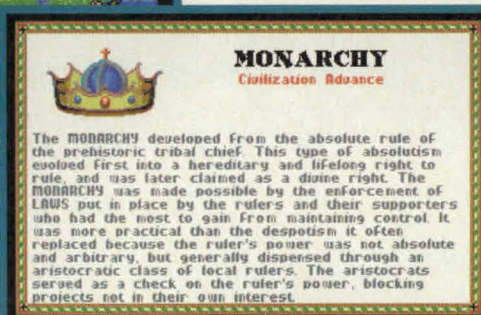 MONARCHY
Civilization Advance
The MONARCHY developed from the absolute rule of
the prehistoric tribal chief. This type of absolutism
evolved first into a hereditary and lifelong right to
rule, and was later claimed as a divine right. The
MONARCHY was made possible by the enforcement of
LAWS put in place by the rulers and their supporters
who had the most to gain from maintaining control. It
was more practical than the despotism it often
replaced because the ruler's power was not absolute
and arbitrary, but generally dispensed through an
aristocratic class of local rulers. The aristocrats
served as a check on the ruler's power, blocking
projects not in their own interest.